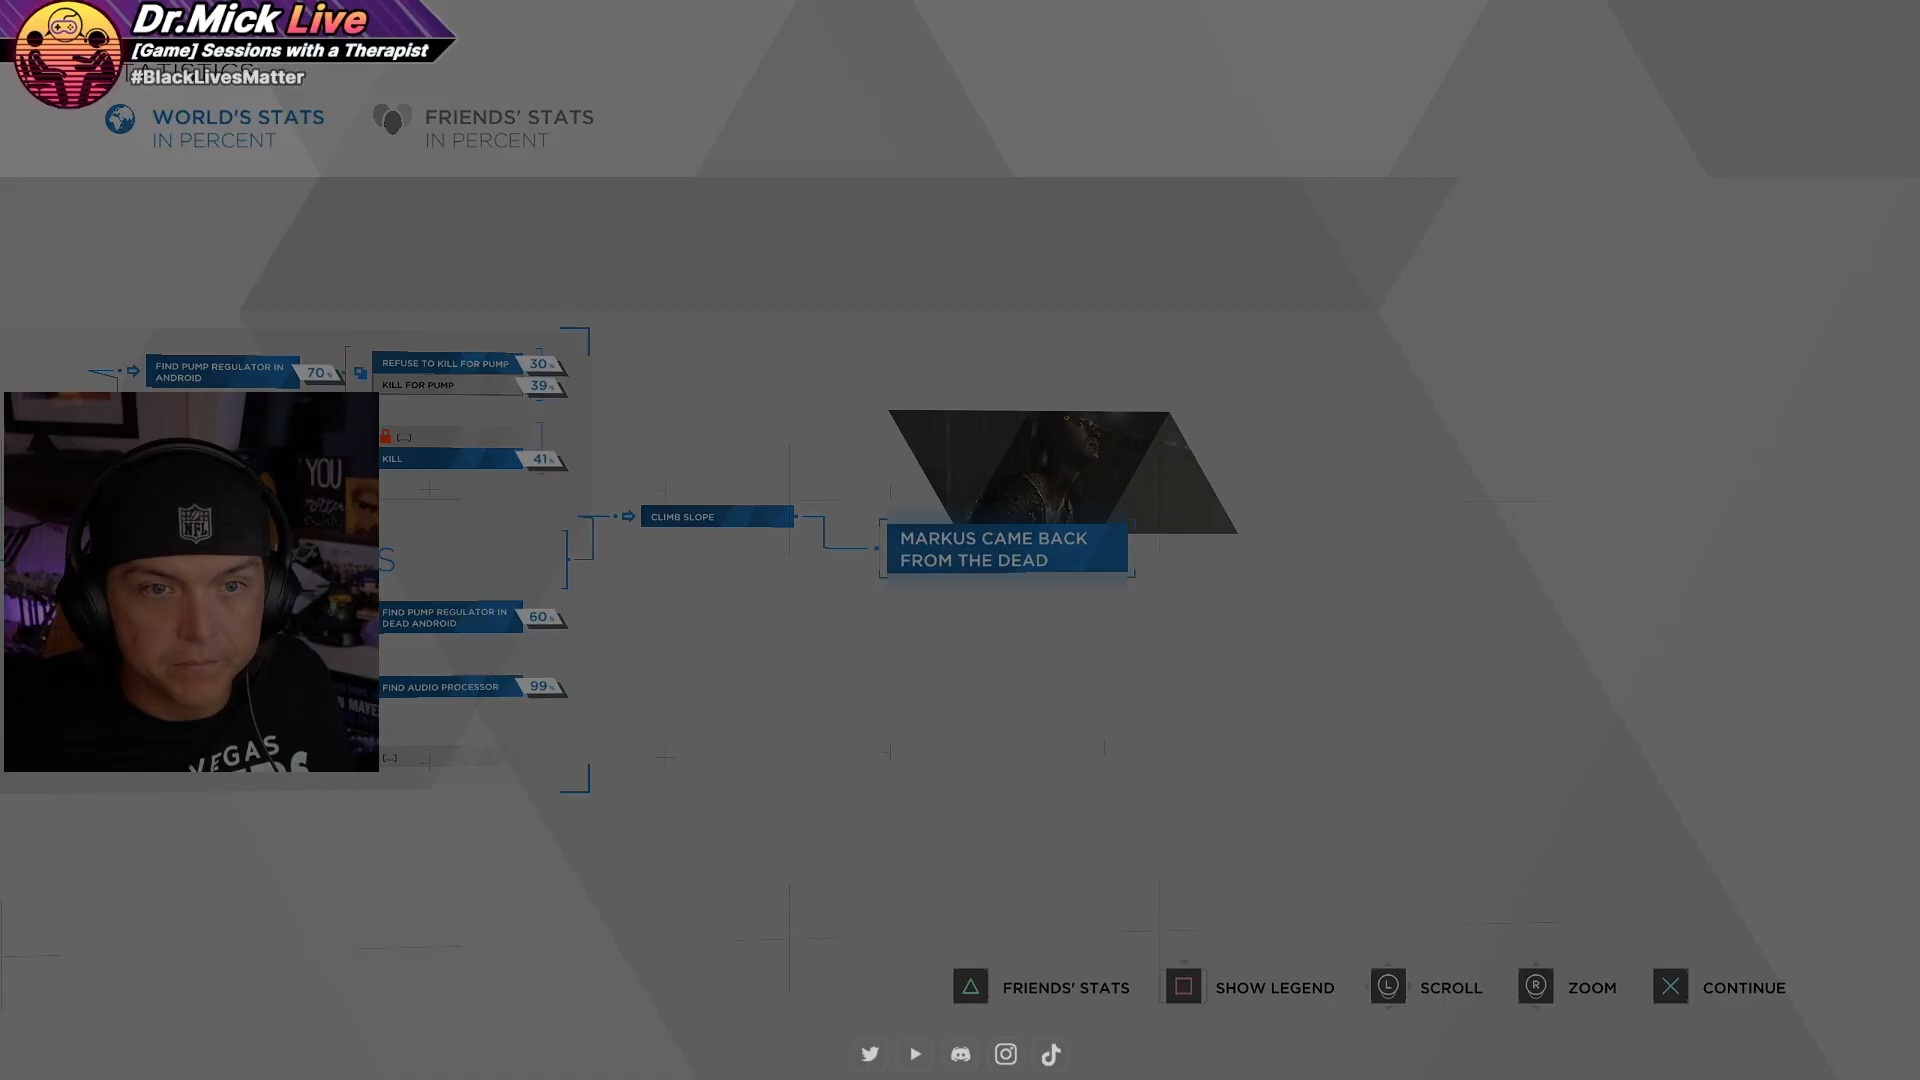 Dr.Mick Live
[Game] Sessions with a Therapist
#BlackLivesMatter
WORLD'S STATS
IN PERCENT
FRIENDS' STATS
IN PERCENT
FIND PUMP REGULATOR IN
ANDROID
70%
REFUSE TO KILL FOR PUMP
30%
KILL FOR PUMP
39%
[...]
KILL
41%
CLIMB SLOPE
MARKUS CAME BACK
FROM THE DEAD
S
FIND PUMP REGULATOR IN
DEAD ANDROID
60%
FIND AUDIO PROCESSOR
99%
[...]
YOU
NFL
VEGAS
FRIENDS' STATS
SHOW LEGEND
L
SCROLL
R
ZOOM
CONTINUE